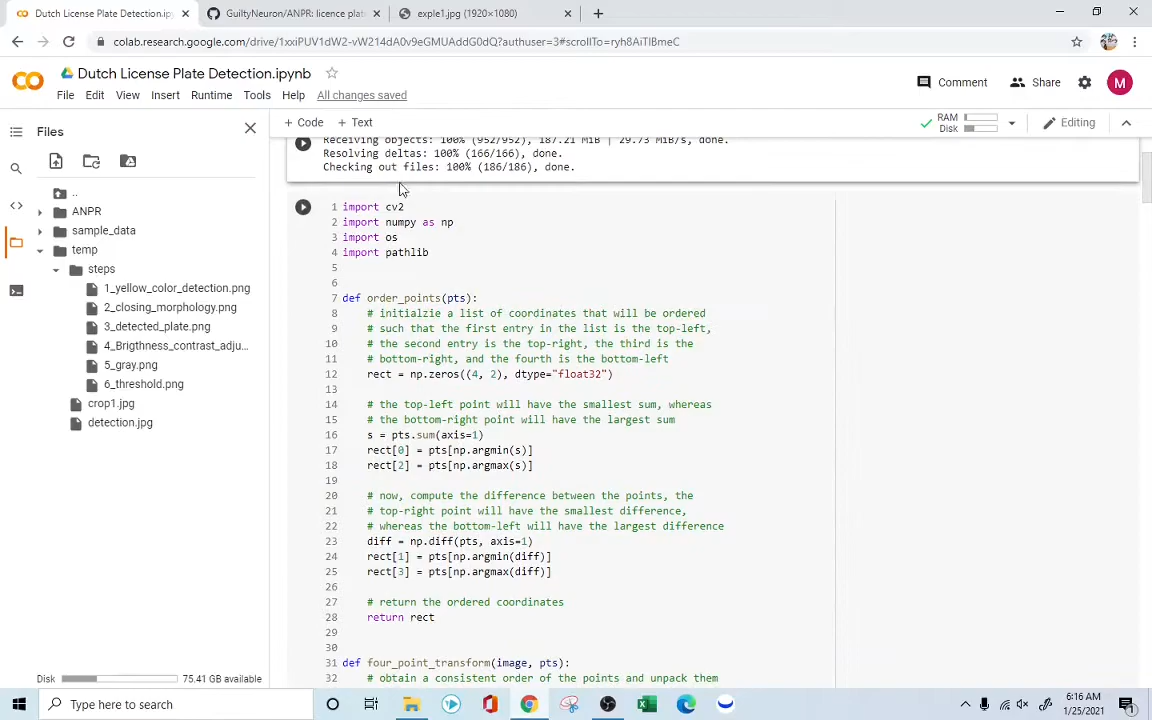 Dutch License Plate Detection.ip
GuiltyNeuron/ANPR: licence plat
exple1.jpg (1920×1080)
colab.research.google.com/drive/1xxiPUV1dW2-vW214dA0v9eGMUAddG0dQ?authuser=3#scrollTo=ryh8AiTlBmeC
Dutch License Plate Detection.ipynb
Comment
Share
M
File Edit View Insert Runtime Tools Help All changes saved
Files
+ Code + Text
RAM
Disk
Editing
..
ANPR
sample_data
temp
steps
1_yellow_color_detection.png
2_closing_morphology.png
3_detected_plate.png
4_Brigthness_contrast_adju...
5_gray.png
6_threshold.png
crop1.jpg
detection.jpg
Disk 75.41 GB available
Receiving objects: 100% (952/952), 187.21 MiB | 29.73 MiB/s, done.
Resolving deltas: 100% (166/166), done.
Checking out files: 100% (186/186), done.
1 import cv2
2 import numpy as np
3 import os
4 import pathlib
5
6
7 def order_points(pts):
8 # initialzie a list of coordinates that will be ordered
9 # such that the first entry in the list is the top-left,
10 # the second entry is the top-right, the third is the
11 # bottom-right, and the fourth is the bottom-left
12 rect = np.zeros((4, 2), dtype="float32")
13
14 # the top-left point will have the smallest sum, whereas
15 # the bottom-right point will have the largest sum
16 s = pts.sum(axis=1)
17 rect[0] = pts[np.argmin(s)]
18 rect[2] = pts[np.argmax(s)]
19
20 # now, compute the difference between the points, the
21 # top-right point will have the smallest difference,
22 # whereas the bottom-left will have the largest difference
23 diff = np.diff(pts, axis=1)
24 rect[1] = pts[np.argmin(diff)]
25 rect[3] = pts[np.argmax(diff)]
26
27 # return the ordered coordinates
28 return rect
29
30
31 def four_point_transform(image, pts):
32 # obtain a consistent order of the points and unpack them
Type here to search
6:16 AM
1/25/2021
1